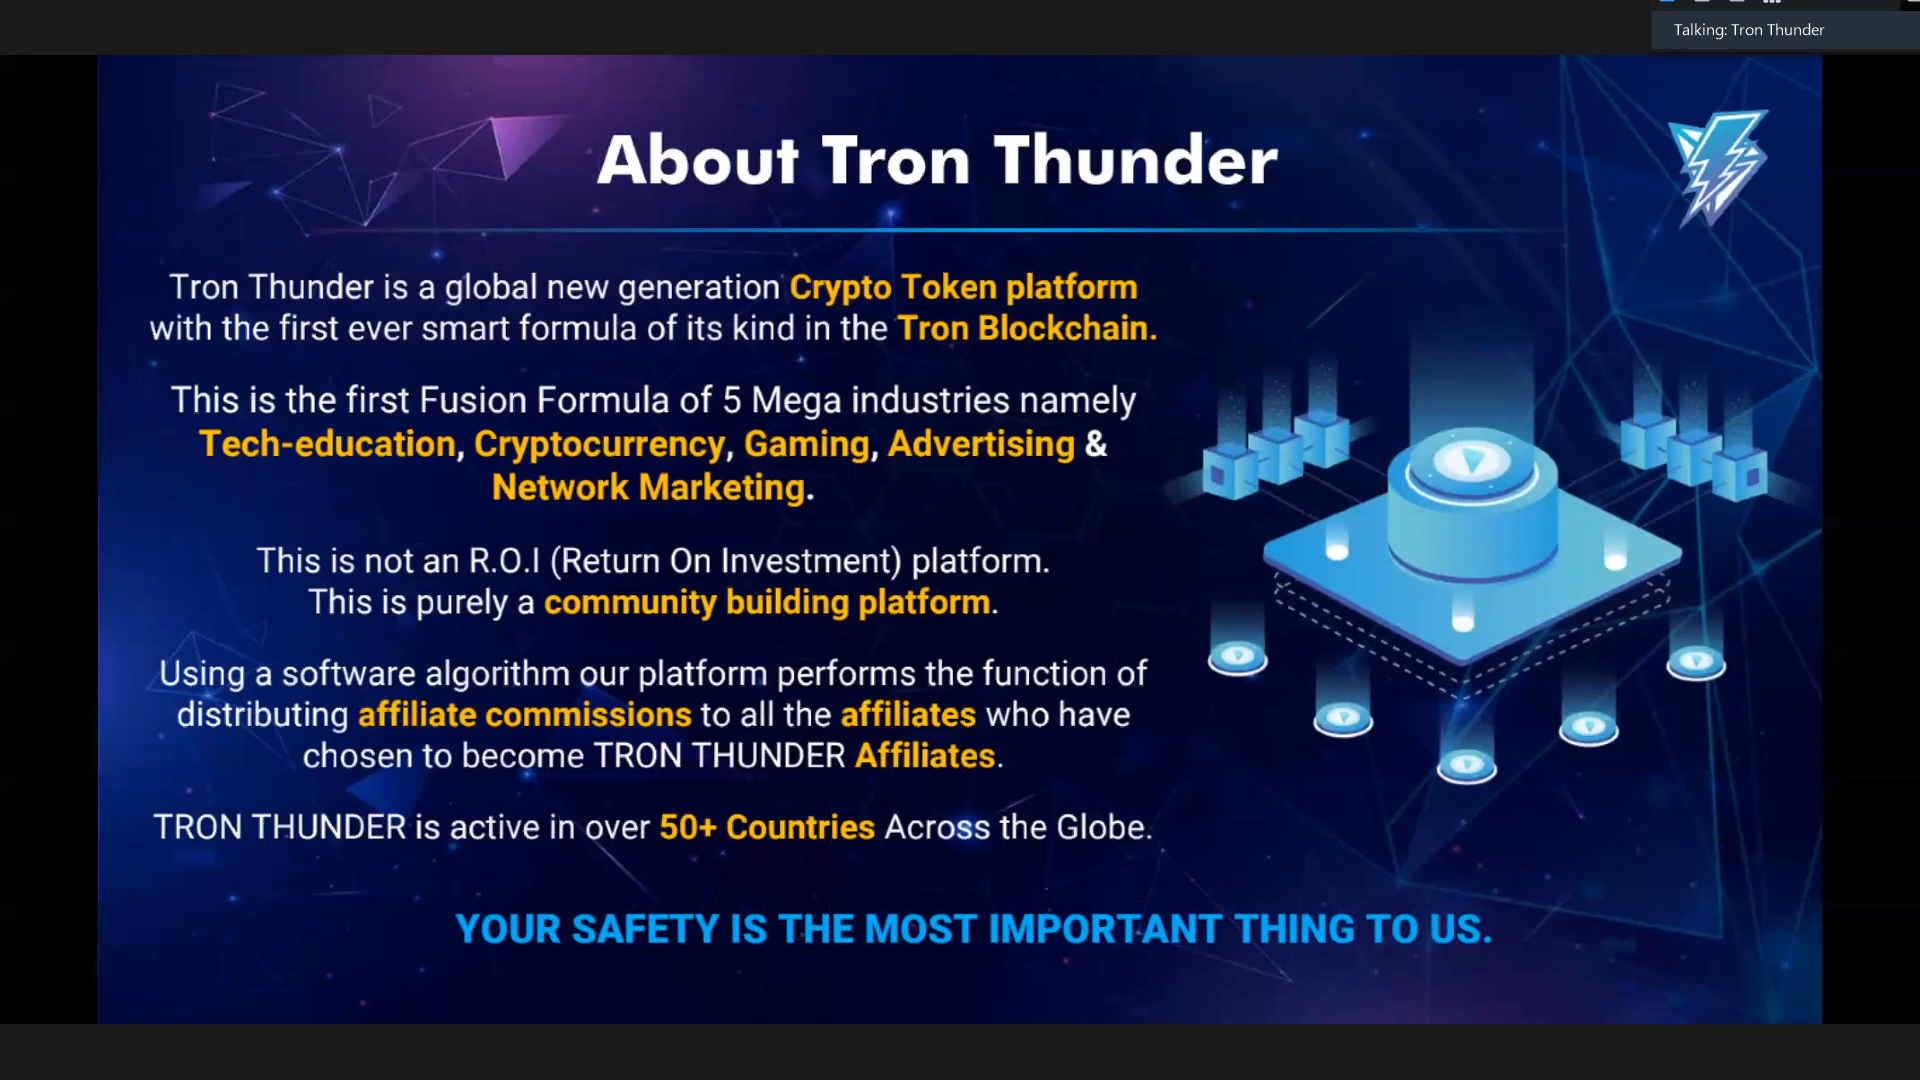 Talking: Tron Thunder
About Tron Thunder
Tron Thunder is a global new generation Crypto Token platform
with the first ever smart formula of its kind in the Tron Blockchain.
This is the first Fusion Formula of 5 Mega industries namely
Tech-education, Cryptocurrency, Gaming, Advertising &
Network Marketing.
This is not an R.O.I (Return On Investment) platform.
This is purely a community building platform.
Using a software algorithm our platform performs the function of
distributing affiliate commissions to all the affiliates who have
chosen to become TRON THUNDER Affiliates.
TRON THUNDER is active in over 50+ Countries Across the Globe.
YOUR SAFETY IS THE MOST IMPORTANT THING TO US.